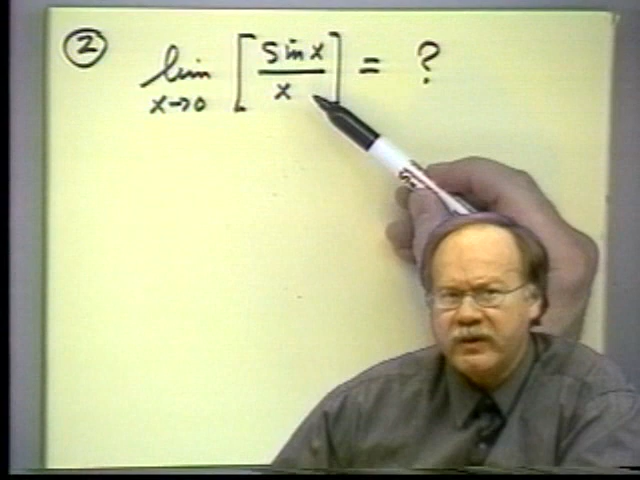 ② lim [sin x / x] = ?
x→0